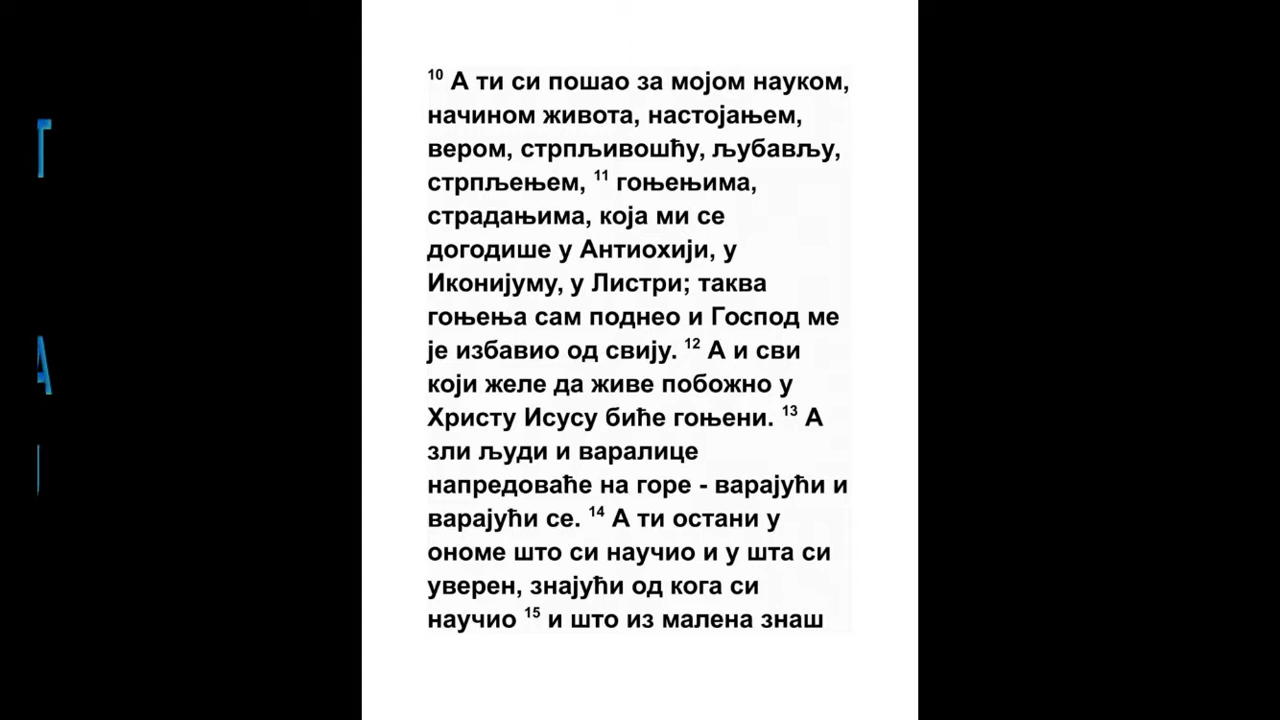 10 А ти си пошао за мојом науком,
начином живота, настојањем,
вером, стрпљивошћу, љубављу,
стрпљењем, 11 гоњењима,
страдањима, која ми се
догодише у Антиохији, у
Иконијуму, у Листри; таква
гоњења сам поднео и Господ ме
је избавио од свију. 12 А и сви
који желе да живе побожно у
Христу Исусу биће гоњени. 13 А
зли људи и варалице
напредоваће на горе - варајући и
варајући се. 14 А ти остани у
ономе што си научио и у шта си
уверен, знајући од кога си
научио 15 и што из малена знаш